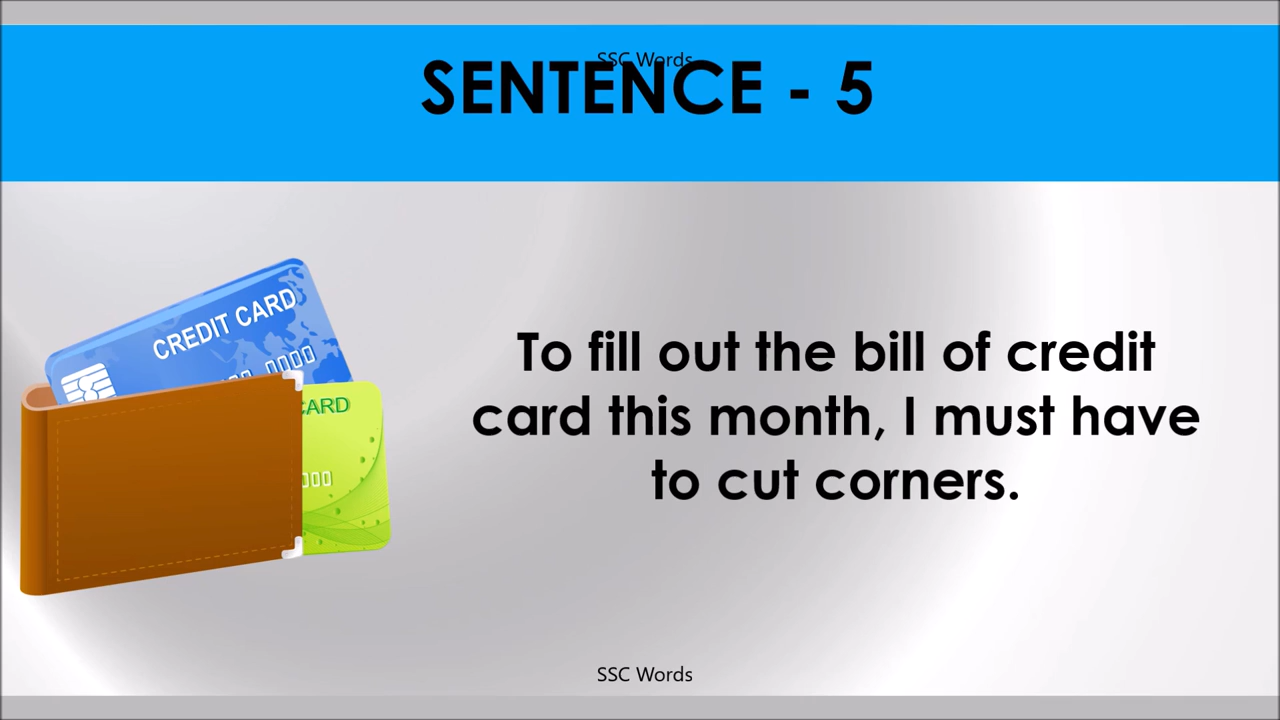 SSC Words
SENTENCE - 5
CREDIT CARD
0000
CARD
To fill out the bill of credit
card this month, I must have
to cut corners.
SSC Words